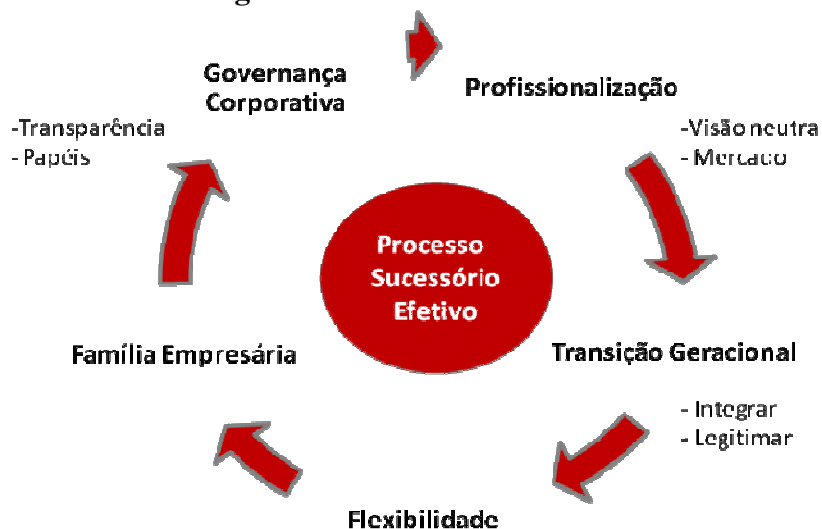 Governança
Corporativa
Profissionalização
-Transparência
- Papéis
-Visão neutra
- Mercado
Processo
Sucessório
Efetivo
Família Empresária
Transição Geracional
- Integrar
- Legitimar
Flexibilidade